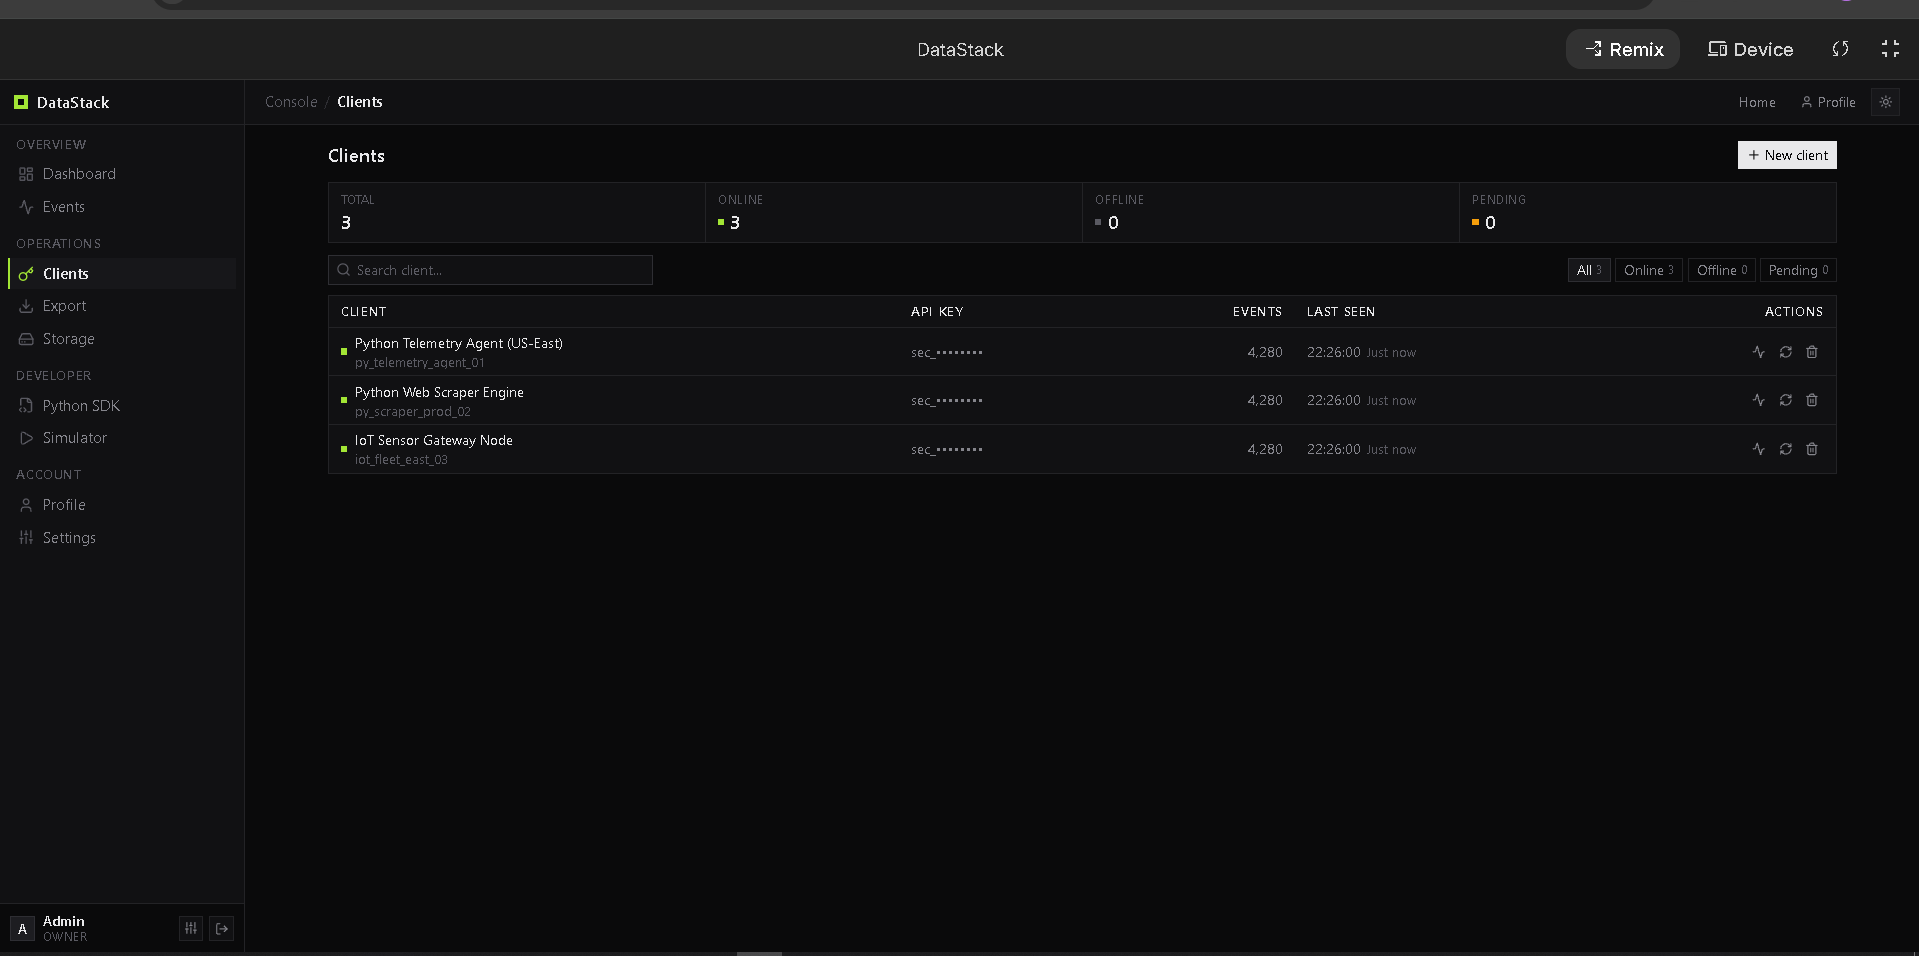 DataStack
Remix
Device
DataStack
Console / Clients
Home
Profile
OVERVIEW
Dashboard
Events
OPERATIONS
Clients
Export
Storage
DEVELOPER
Python SDK
Simulator
ACCOUNT
Profile
Settings
A
Admin
OWNER
Clients
+ New client
TOTAL
3
ONLINE
3
OFFLINE
0
PENDING
0
Search client...
All 3
Online 3
Offline 0
Pending 0
CLIENT API KEY EVENTS LAST SEEN ACTIONS
Python Telemetry Agent (US-East)
py_telemetry_agent_01
sec_•••••••• 4,280 22:26:00 Just now
Python Web Scraper Engine
py_scraper_prod_02
sec_•••••••• 4,280 22:26:00 Just now
IoT Sensor Gateway Node
iot_fleet_east_03
sec_•••••••• 4,280 22:26:00 Just now